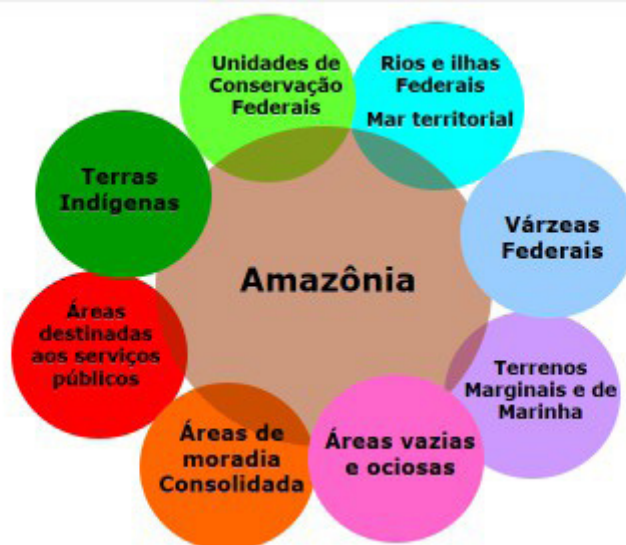 Unidades de
Conservação
Federais
Rios e ilhas
Federais
Mar territorial
Terras
Indígenas
Várzeas
Federais
Amazônia
Áreas
destinadas
aos serviços
públicos
Terrenos
Marginais e de
Marinha
Áreas de
moradia
Consolidada
Áreas vazias
e ociosas